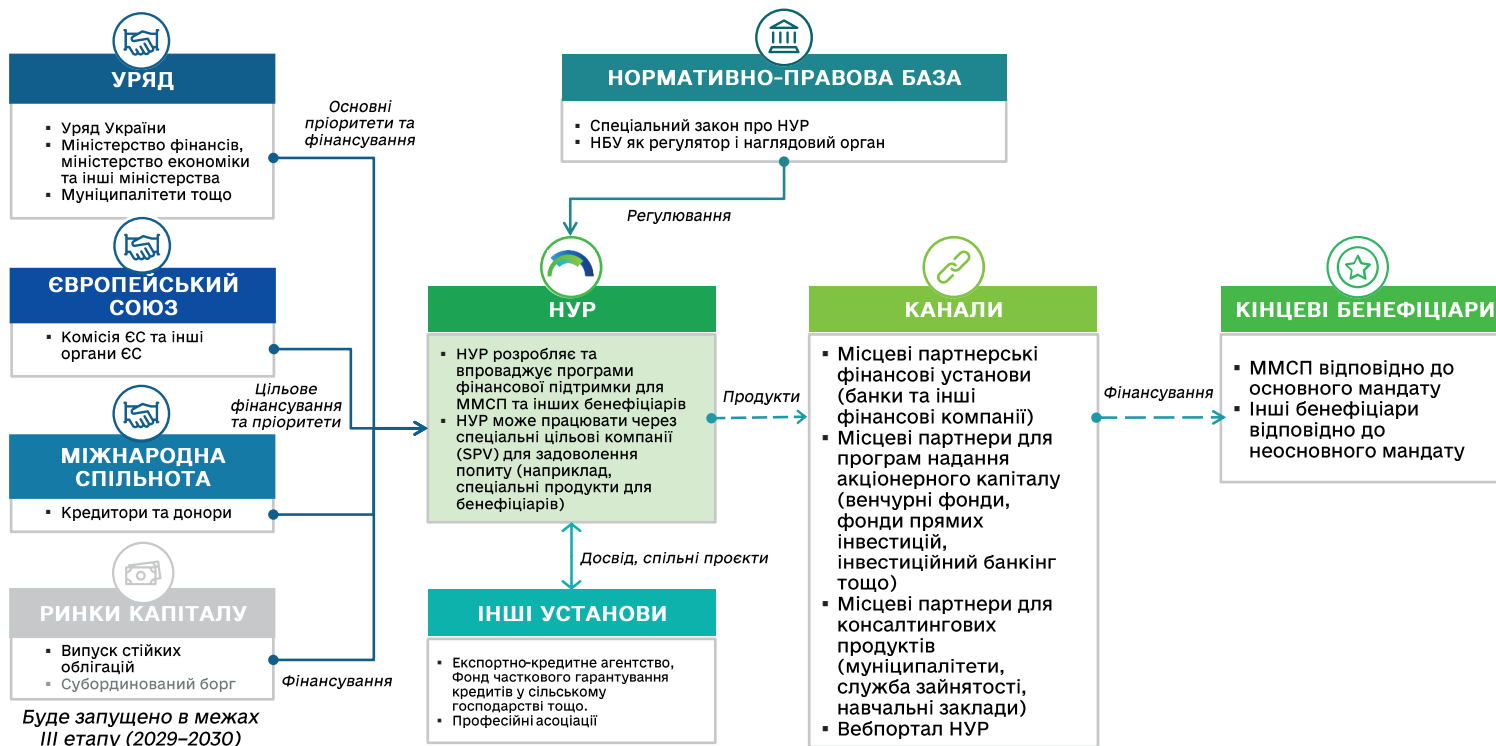 УРЯД
▪ Уряд України
▪ Міністерство фінансів,
міністерство економіки
та інші міністерства
▪ Муніципалітети тощо
Основні
пріоритети та
фінансування
НОРМАТИВНО-ПРАВОВА БАЗА
▪ Спеціальний закон про НУР
▪ НБУ як регулятор і наглядовий орган
Регулювання
ЄВРОПЕЙСЬКИЙ
СОЮЗ
▪ Комісія ЄС та інші
органи ЄС
Цільове
фінансування
та пріоритети
МІЖНАРОДНА
СПІЛЬНОТА
▪ Кредитори та донори
РИНКИ КАПІТАЛУ
▪ Випуск стійких
облігацій
▪ Субординований борг
Фінансування
Буде запущено в межах
III етапу (2029–2030)
НУР
▪ НУР розробляє та
впроваджує програми
фінансової підтримки для
ММСП та інших бенефіціарів
▪ НУР може працювати через
спеціальні цільові компанії
(SPV) для задоволення
попиту (наприклад,
спеціальні продукти для
бенефіціарів)
Досвід, спільні проєкти
ІНШІ УСТАНОВИ
▪ Експортно-кредитне агентство,
Фонд часткового гарантування
кредитів у сільському
господарстві тощо.
▪ Професійні асоціації
Продукти
КАНАЛИ
▪ Місцеві партнерські
фінансові установи
(банки та інші
фінансові компанії)
▪ Місцеві партнери для
програм надання
акціонерного капіталу
(венчурні фонди,
фонди прямих
інвестицій,
інвестиційний банкінг
тощо)
▪ Місцеві партнери для
консалтингових
продуктів
(муніципалітети,
служба зайнятості,
навчальні заклади)
▪ Вебпортал НУР
Фінансування
КІНЦЕВІ БЕНЕФІЦІАРИ
▪ ММСП відповідно до
основного мандату
▪ Інші бенефіціари
відповідно до
неосновного мандату